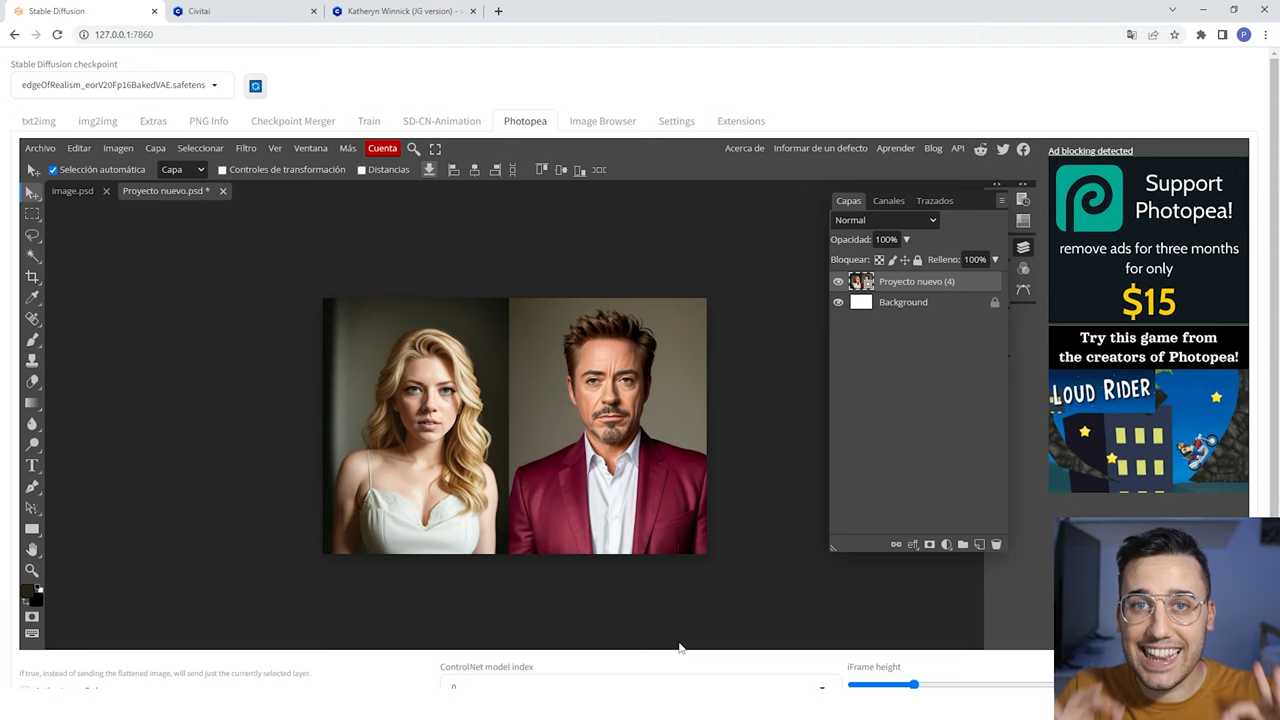 Stable Diffusion
Civitai
Katheryn Winnick (JG version) - v
127.0.0.1:7860
Stable Diffusion checkpoint
edgeOfRealism_eorV20Fp16BakedVAE.safetens
txt2img img2img Extras PNG Info Checkpoint Merger Train SD-CN-Animation Photopea Image Browser Settings Extensions
Archivo Editar Imagen Capa Seleccionar Filtro Ver Ventana Más Cuenta
Acerca de Informar de un defecto Aprender Blog API
Selección automática Capa Controles de transformación Distancias
Image.psd Proyecto nuevo.psd *
Capas Canales Trazados
Normal
Opacidad: 100%
Bloquear: Relleno: 100%
Proyecto nuevo (4)
Background
Ad blocking detected
Support
Photopea!
remove ads for three months
for only
$15
Try this game from
the creators of Photopea!
LOUD RIDER
If true, instead of sending the flattened image, will send just the currently selected layer.
ControlNet model index
0
iFrame height